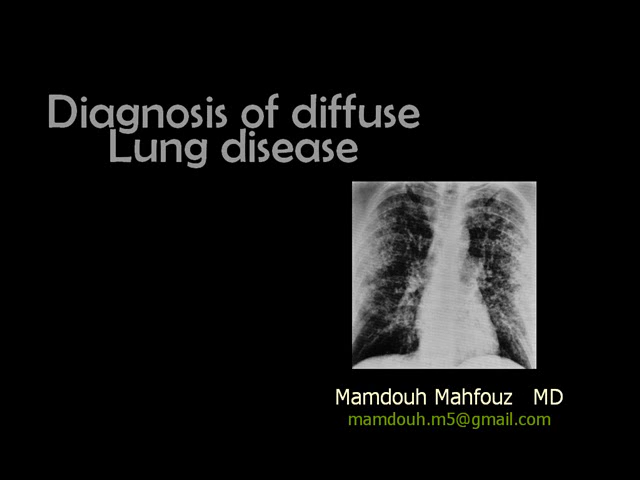 Diagnosis of diffuse
Lung disease
Mamdouh Mahfouz MD
mamdouh.m5@gmail.com